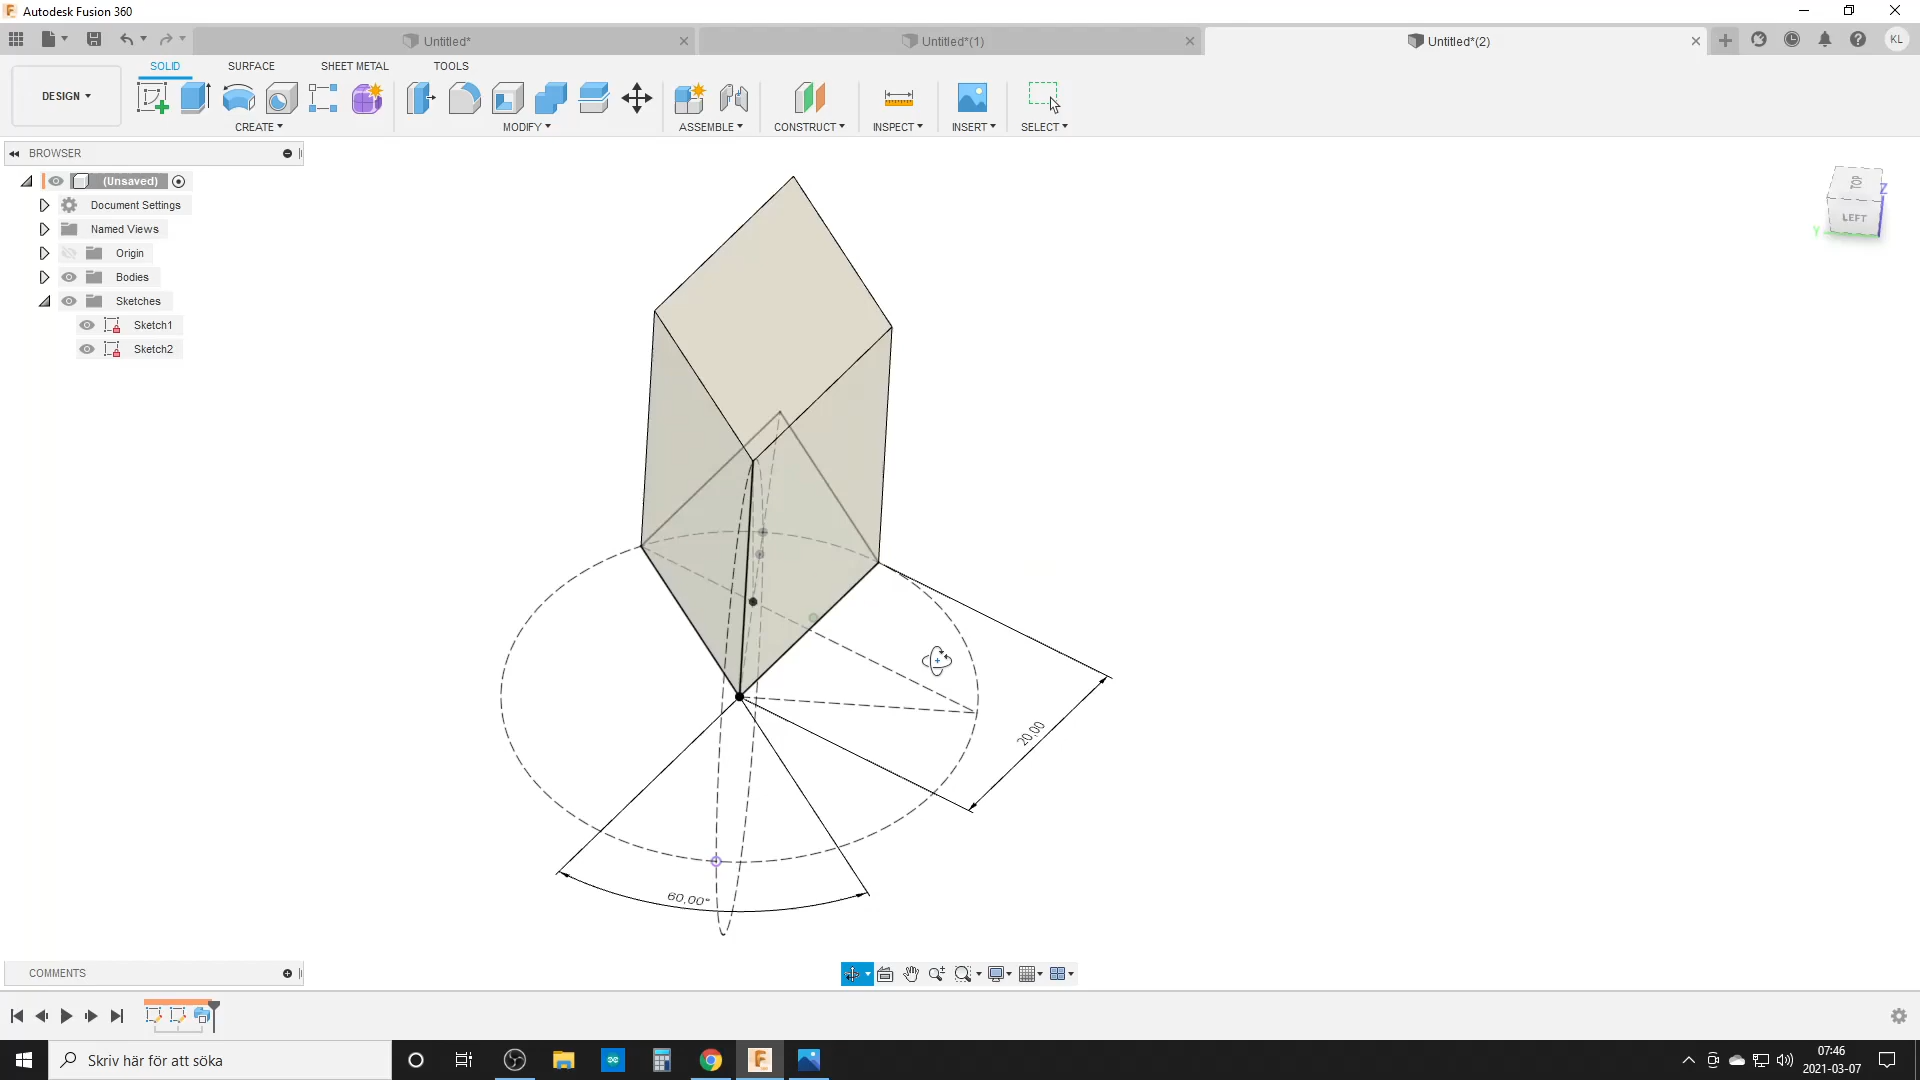 Autodesk Fusion 360
Untitled*
Untitled*(1)
Untitled*(2)
KL
SOLID
SURFACE
SHEET METAL
TOOLS
DESIGN
CREATE
MODIFY
ASSEMBLE
CONSTRUCT
INSPECT
INSERT
SELECT
BROWSER
(Unsaved)
Document Settings
Named Views
Origin
Bodies
Sketches
Sketch1
Sketch2
TOP
LEFT
Z
Y
20,00
60,00°
COMMENTS
Skriv här för att söka
07:46
2021-03-07